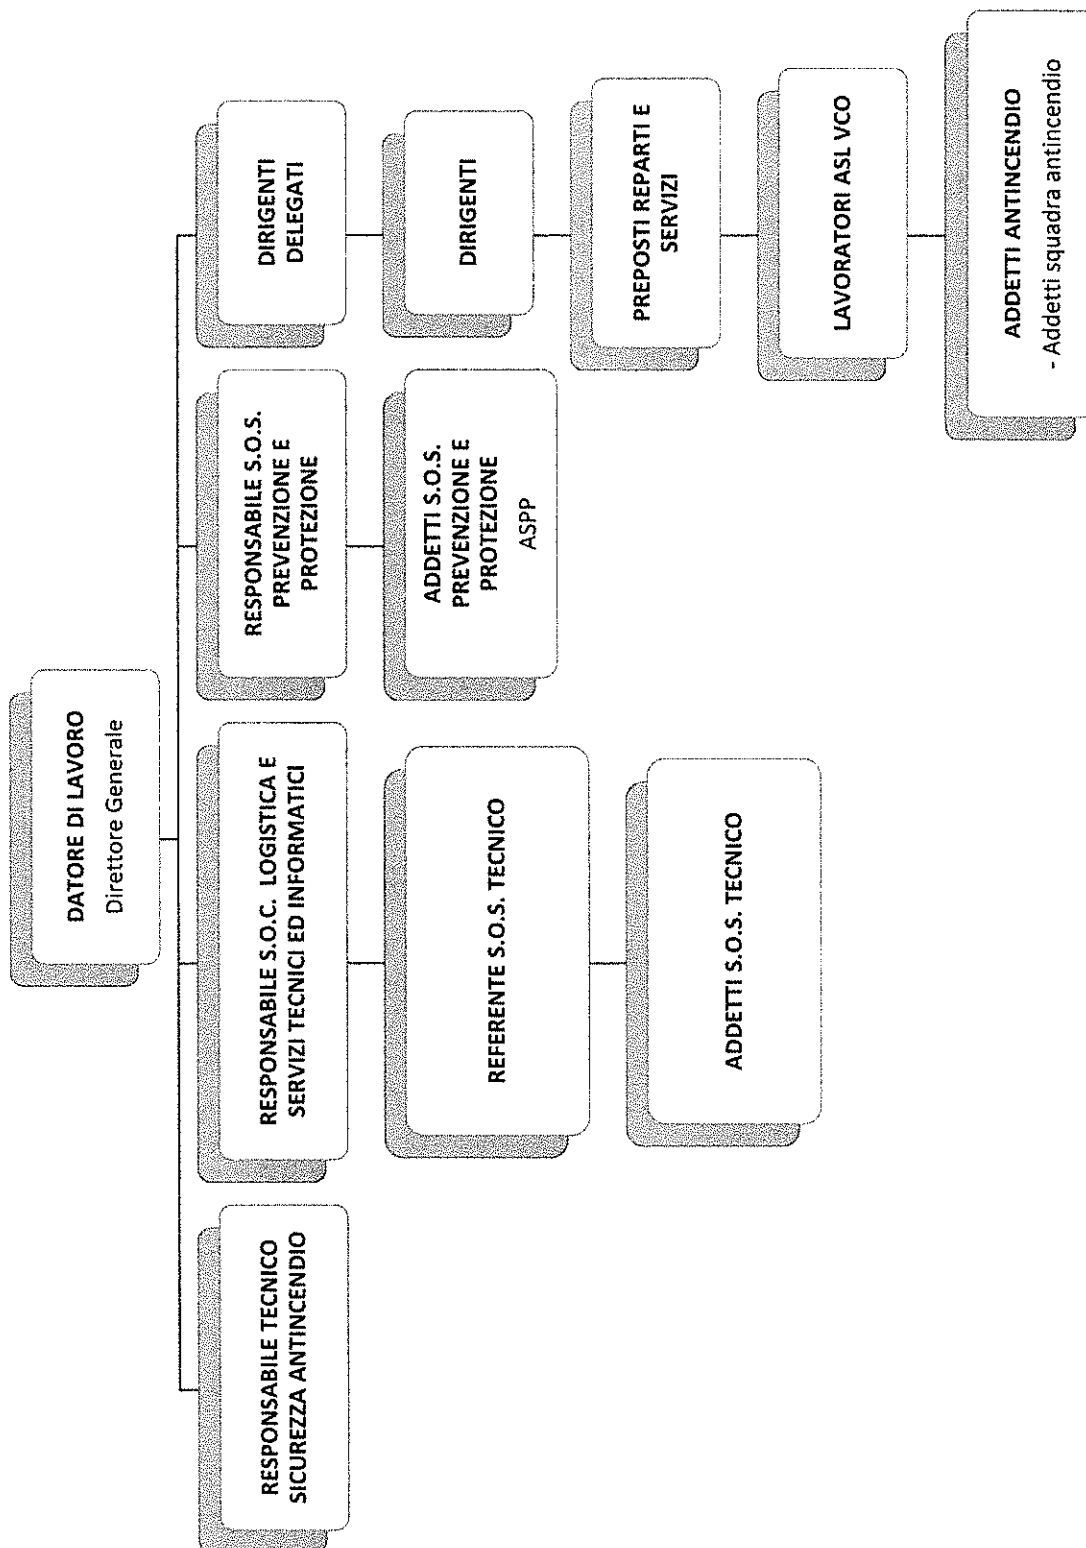 DATORE DI LAVORO
Direttore Generale
RESPONSABILE TECNICO
SICUREZZA ANTINCENDIO
RESPONSABILE S.O.C. LOGISTICA E
SERVIZI TECNICI ED INFORMATICI
RESPONSABILE S.O.S.
PREVENZIONE E
PROTEZIONE
DIRIGENTI
DELEGATI
REFERENTE S.O.S. TECNICO
ADDETTI S.O.S.
PREVENZIONE E
PROTEZIONE
ASPP
DIRIGENTI
ADDETTI S.O.S. TECNICO
PREPOSTI REPARTI E
SERVIZI
LAVORATORI ASL VCO
ADDETTI ANTINCENDIO
- Addetti squadra antincendio